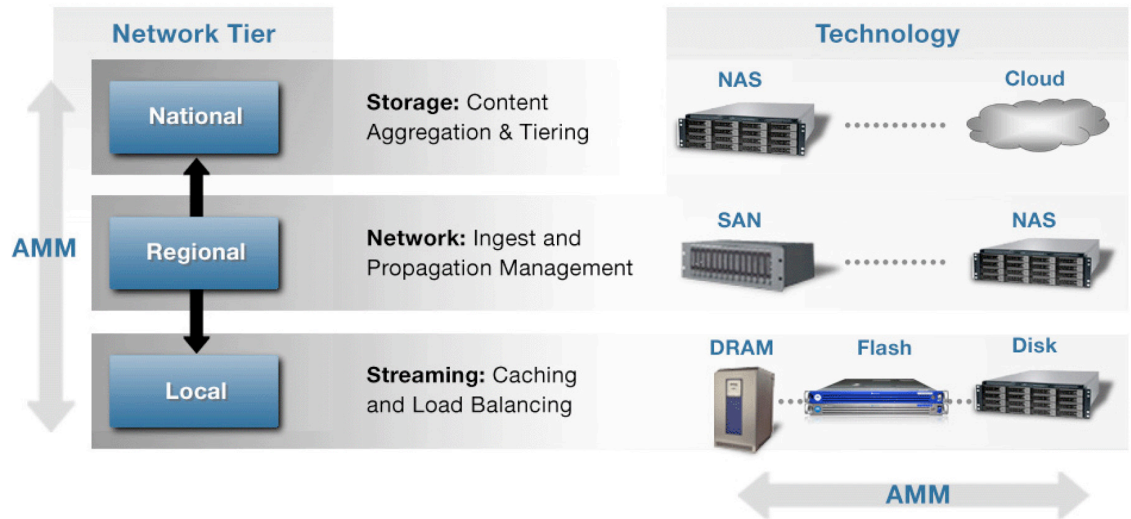 Network Tier
Technology
National
Storage: Content
Aggregation & Tiering
NAS
Cloud
AMM
Regional
Network: Ingest and
Propagation Management
SAN
NAS
Local
Streaming: Caching
and Load Balancing
DRAM
Flash
Disk
AMM